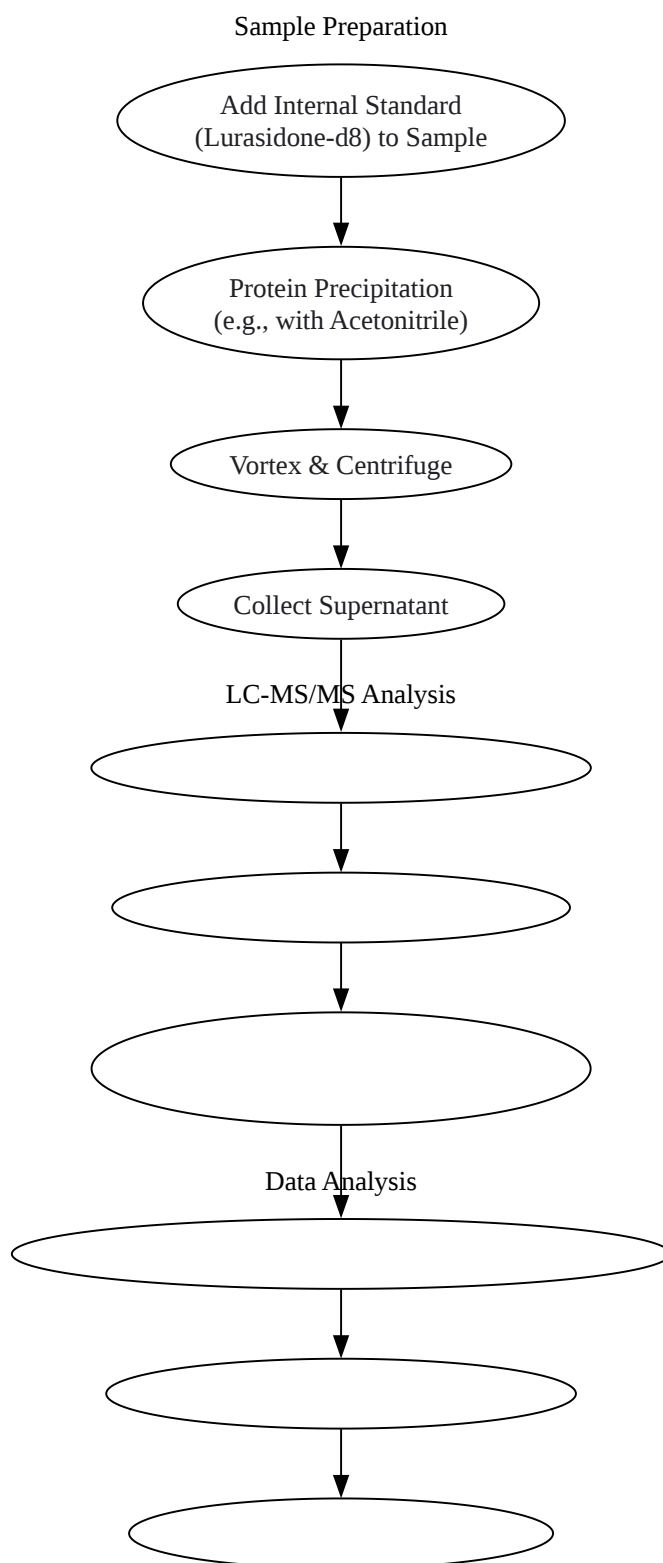 Sample Preparation
Add Internal Standard
(Lurasidone-d8) to Sample
Protein Precipitation
(e.g., with Acetonitrile)
Vortex & Centrifuge
Collect Supernatant
LC-MS/MS Analysis
Data Analysis